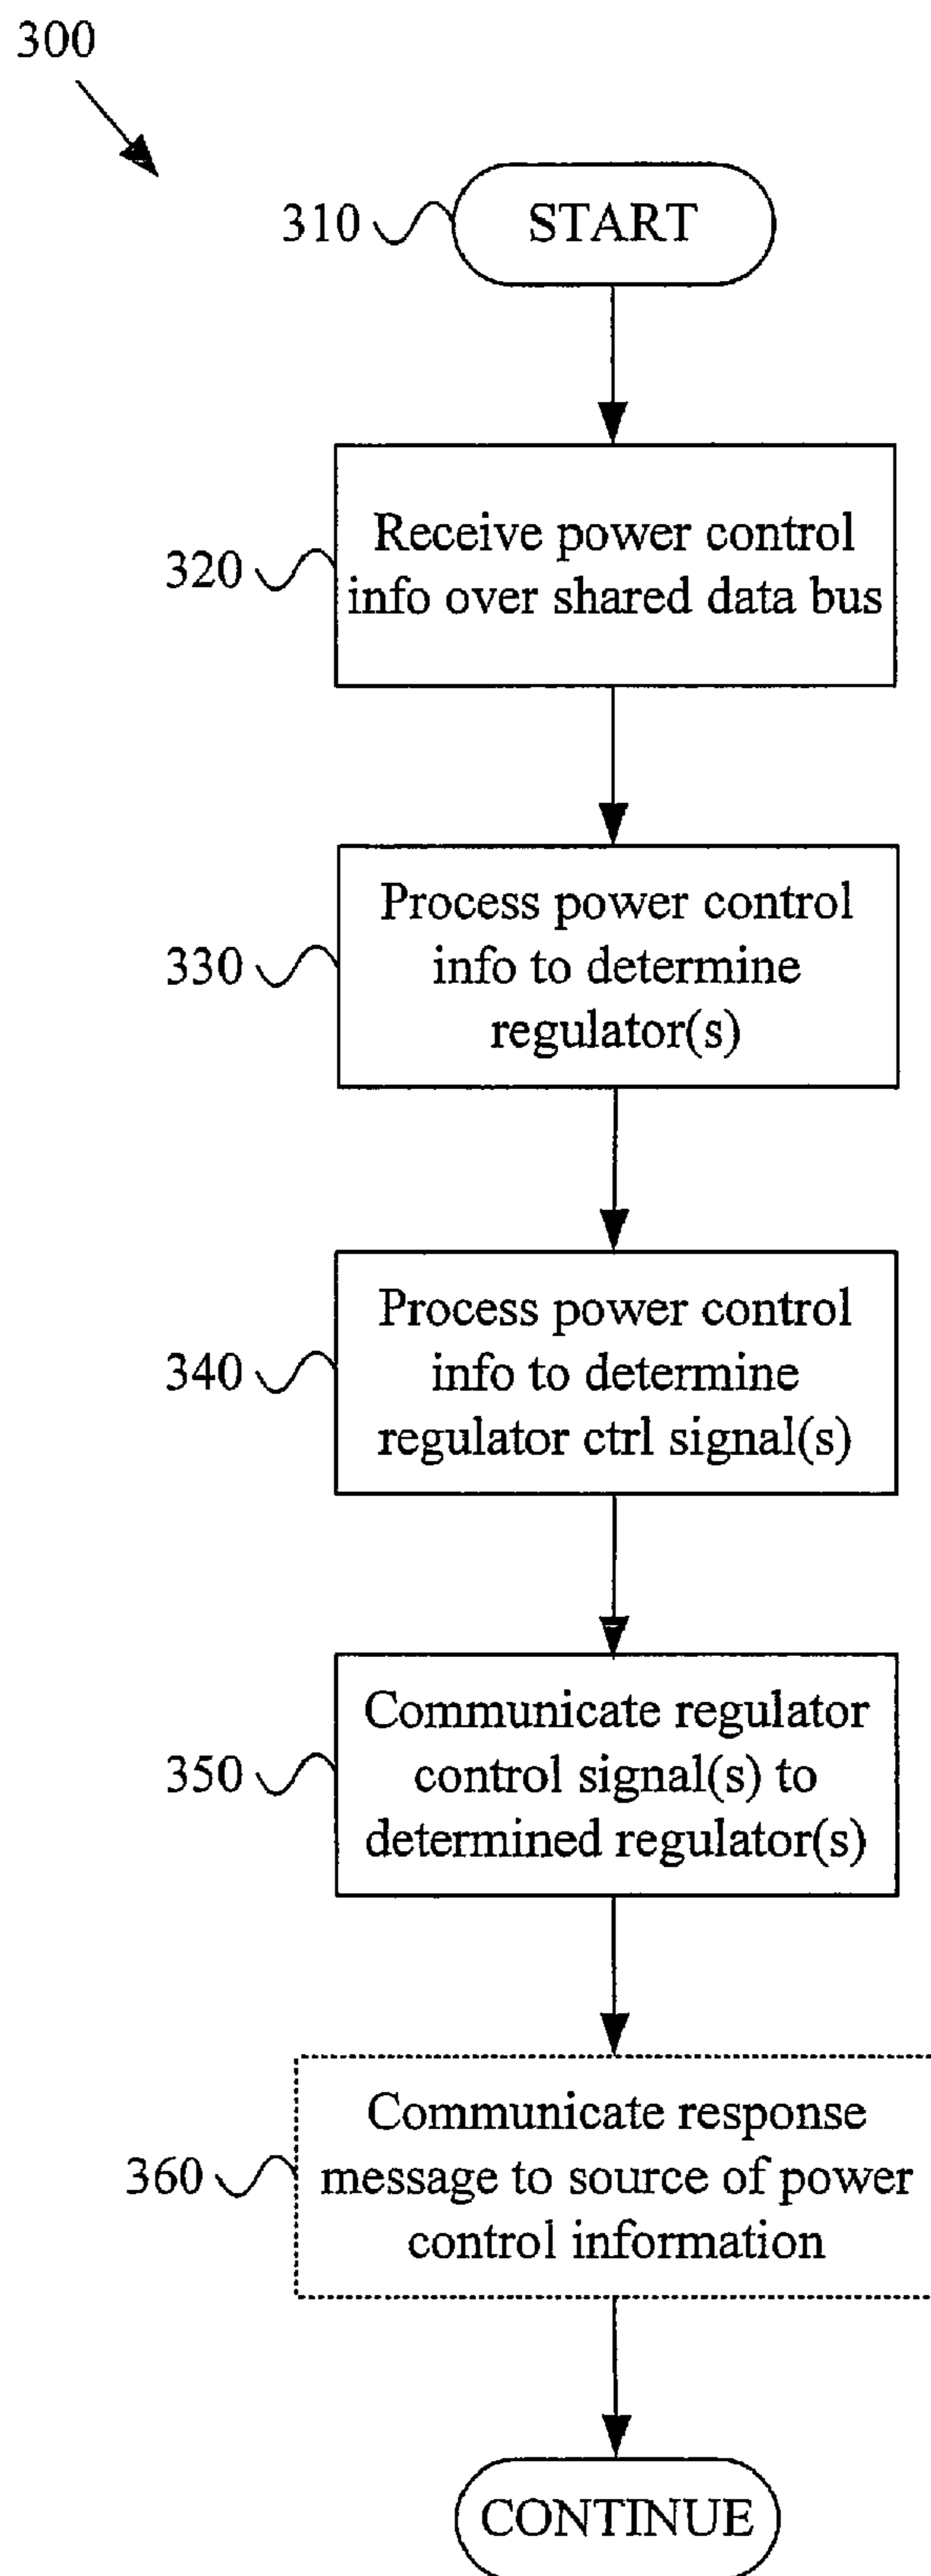 300
310
START
320
Receive power control
info over shared data bus
330
Process power control
info to determine
regulator(s)
340
Process power control
info to determine
regulator ctrl signal(s)
350
Communicate regulator
control signal(s) to
determined regulator(s)
360
Communicate response
message to source of power
control information
CONTINUE